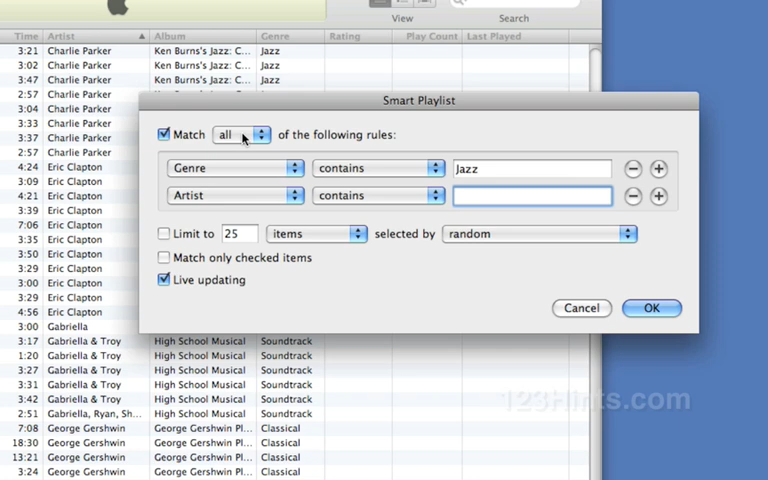 View Search
Time Artist Album Genre Rating Play Count Last Played
3:21 Charlie Parker Ken Burns's Jazz: C... Jazz
3:02 Charlie Parker Ken Burns's Jazz: C... Jazz
3:47 Charlie Parker Ken Burns's Jazz: C... Jazz
2:57 Charlie Parker
Smart Playlist
3:04 Charlie Parker
3:33 Charlie Parker
Match all of the following rules:
3:37 Charlie Parker
2:57 Charlie Parker
4:24 Eric Clapton
Genre contains Jazz
3:09 Eric Clapton
4:21 Eric Clapton
Artist contains
3:39 Eric Clapton
7:06 Eric Clapton
3:35 Eric Clapton
Limit to 25 items selected by random
3:50 Eric Clapton
Match only checked items
3:29 Eric Clapton
3:00 Eric Clapton
Live updating
3:29 Eric Clapton
4:56 Eric Clapton
Cancel OK
3:00 Gabriella
3:17 Gabriella & Troy High School Musical Soundtrack
1:20 Gabriella & Troy High School Musical Soundtrack
3:27 Gabriella & Troy High School Musical Soundtrack
3:31 Gabriella & Troy High School Musical Soundtrack
3:42 Gabriella & Troy High School Musical Soundtrack
2:51 Gabriella, Ryan, Sh... High School Musical Soundtrack
7:08 George Gershwin George Gershwin Pl... Classical
18:30 George Gershwin George Gershwin Pl... Classical
13:21 George Gershwin George Gershwin Pl... Classical
3:24 George Gershwin George Gershwin Pl... Classical
123Hints.com